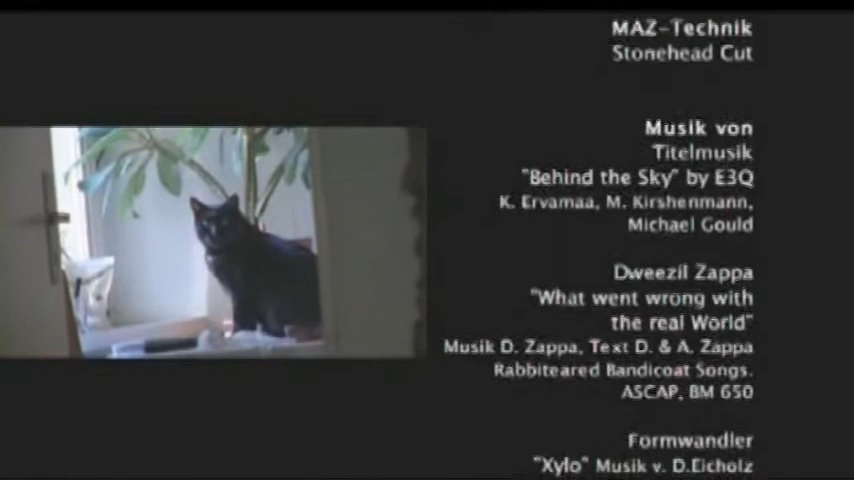 MAZ-Technik
Stonehead Cut
Musik von
Titelmusik
"Behind the Sky" by E3Q
K. Ervamaa, M. Kirshenmann,
Michael Gould
Dweezil Zappa
"What went wrong with
the real World"
Musik D. Zappa, Text D. & A. Zappa
Rabbiteared Bandicoat Songs.
ASCAP, BM 650
Formwandler
"Xylo" Musik v. D.Eicholz